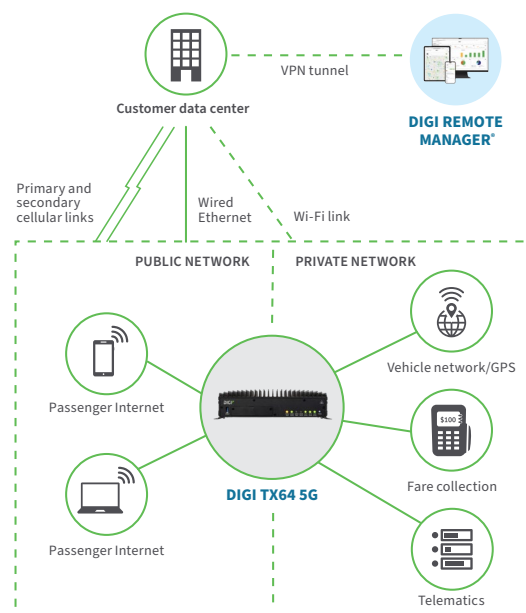 VPN tunnel
Customer data center
DIGI REMOTE
MANAGER®
Primary and
secondary
cellular links
Wired
Ethernet
Wi-Fi link
PUBLIC NETWORK
PRIVATE NETWORK
Vehicle network/GPS
Passenger Internet
DIGI
$100
Fare collection
DIGI TX64 5G
Passenger Internet
Telematics